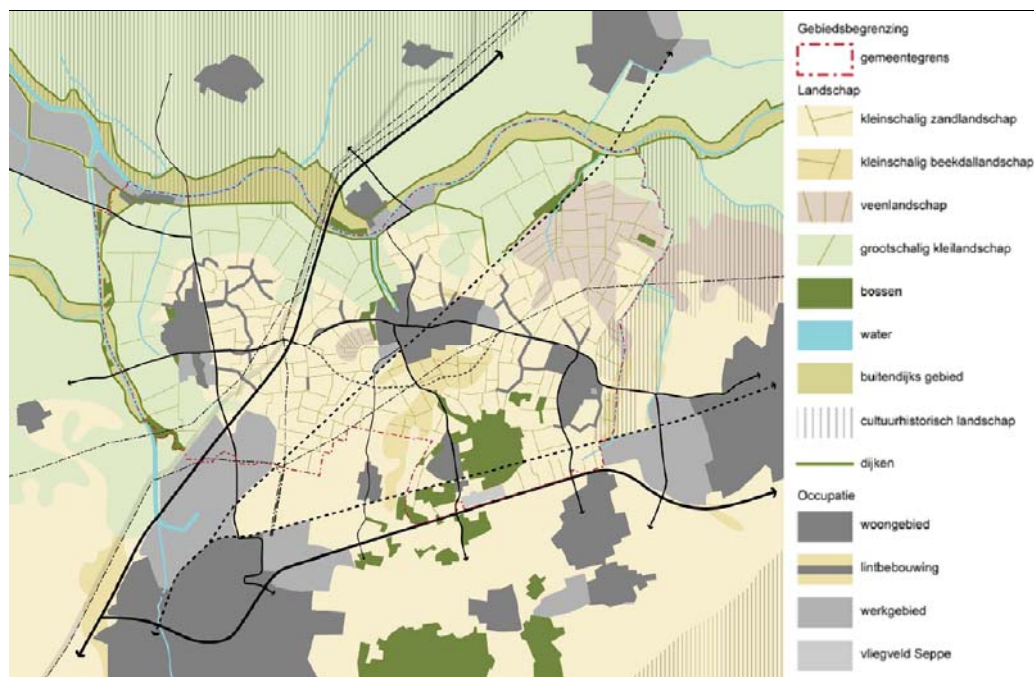 Gebiedsbegrenzing
gemeentegrens
Landschap
kleinschalig zandlandschap
kleinschalig beekdallandschap
veenlandschap
grootschalig kleilandschap
bossen
water
buitendijks gebied
cultuurhistorisch landschap
dijken
Occupatie
woongebied
lintbebouwing
werkgebied
vliegveld Seppe